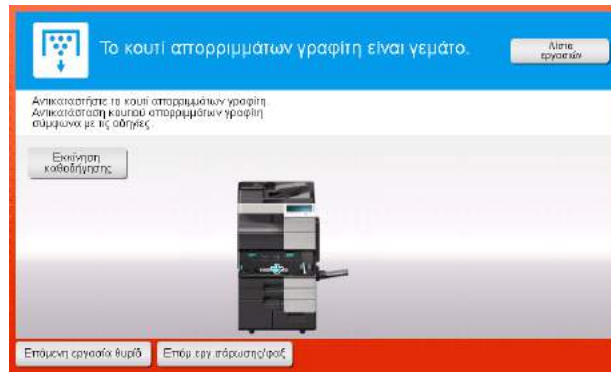 Το κουτί απορριμμάτων γραφίτη είναι γεμάτο.
Λίστα
εργασιών
Αντικαταστήστε το κουτί απορριμμάτων γραφίτη.
Αντικατάσταση κουτιού απορριμμάτων γραφίτη
σύμφωνα με τις οδηγίες.
Εκκίνηση
καθοδήγησης
Επόμενη εργασία θυρίδ
Επόμ.εργ.σάρωσης/φαξ